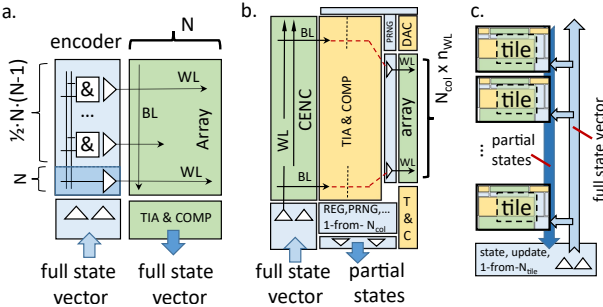 a.
N
encoder
½·N·(N-1)
&
...
&
N
WL
BL
WL
Array
TIA & COMP
full state
vector
full state
vector
b.
BL
WL
CENC
BL
TIA & COMP
PRNG
DAC
WL
array
WL
T
& C
N_col x n_WL
REG,PRNG,...
1-from- N_col
full state
vector
partial
states
c.
tile
tile
...
partial
states
tile
full state vector
state, update,
1-from-N_tile